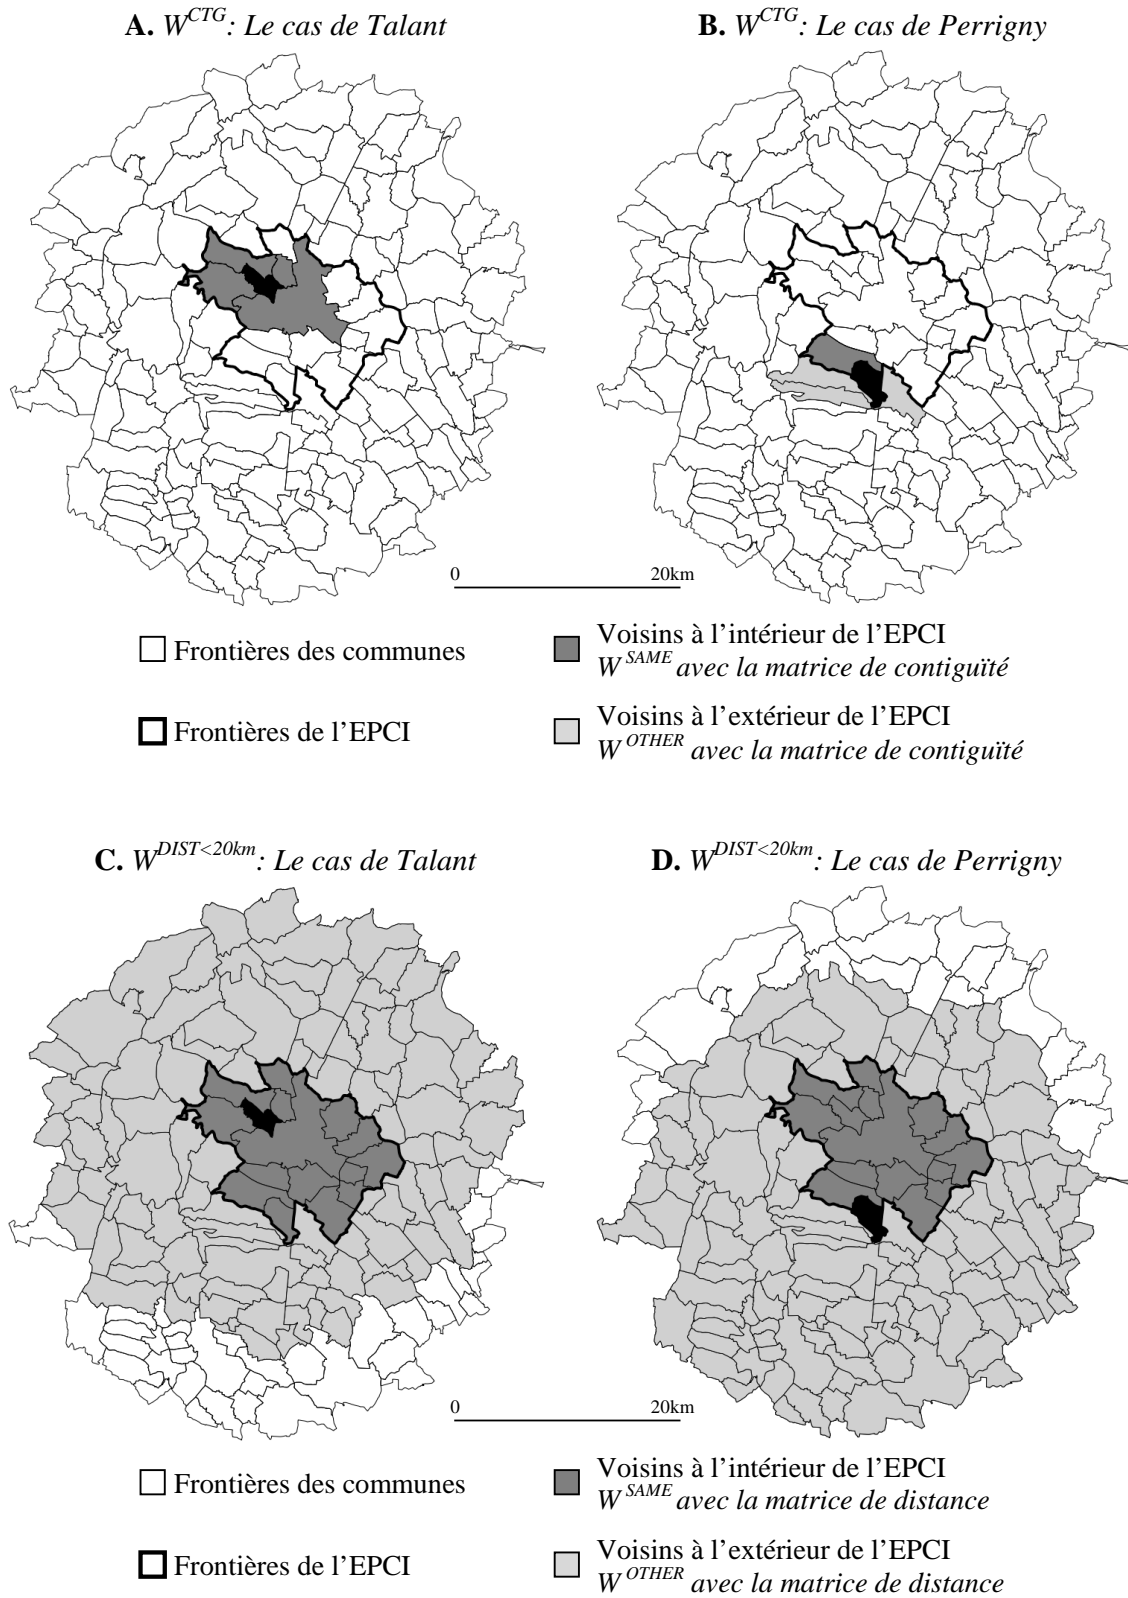 A. W^CTG: Le cas de Talant
B. W^CTG: Le cas de Perrigny
0 20km
Frontières des communes
Voisins à l'intérieur de l'EPCI
W^SAME avec la matrice de contiguïté
Frontières de l'EPCI
Voisins à l'extérieur de l'EPCI
W^OTHER avec la matrice de contiguïté
C. W^DIST<20km: Le cas de Talant
D. W^DIST<20km: Le cas de Perrigny
0 20km
Frontières des communes
Voisins à l'intérieur de l'EPCI
W^SAME avec la matrice de distance
Frontières de l'EPCI
Voisins à l'extérieur de l'EPCI
W^OTHER avec la matrice de distance